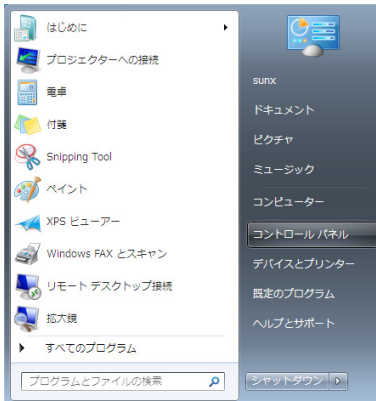 はじめに
プロジェクターへの接続
電卓
付箋
Snipping Tool
ペイント
XPS ビューアー
Windows FAX とスキャン
リモート デスクトップ接続
拡大鏡
すべてのプログラム
プログラムとファイルの検索
sunx
ドキュメント
ピクチャ
ミュージック
コンピューター
コントロール パネル
デバイスとプリンター
既定のプログラム
ヘルプとサポート
シャットダウン